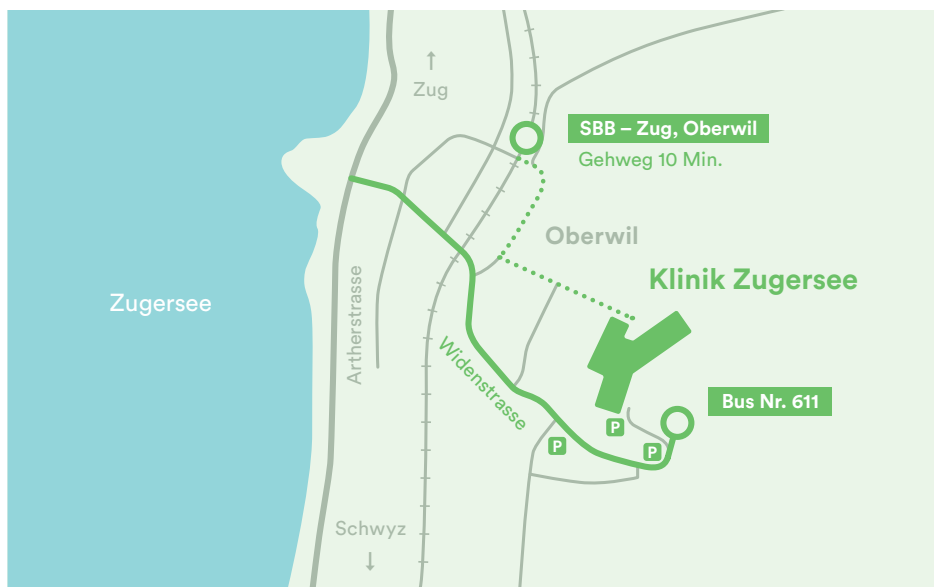 Zug
SBB – Zug, Oberwil
Gehweg 10 Min.
Oberwil
Klinik Zugersee
Zugersee
Artherstrasse
Widenstrasse
Bus Nr. 611
P
P
P
Schwyz